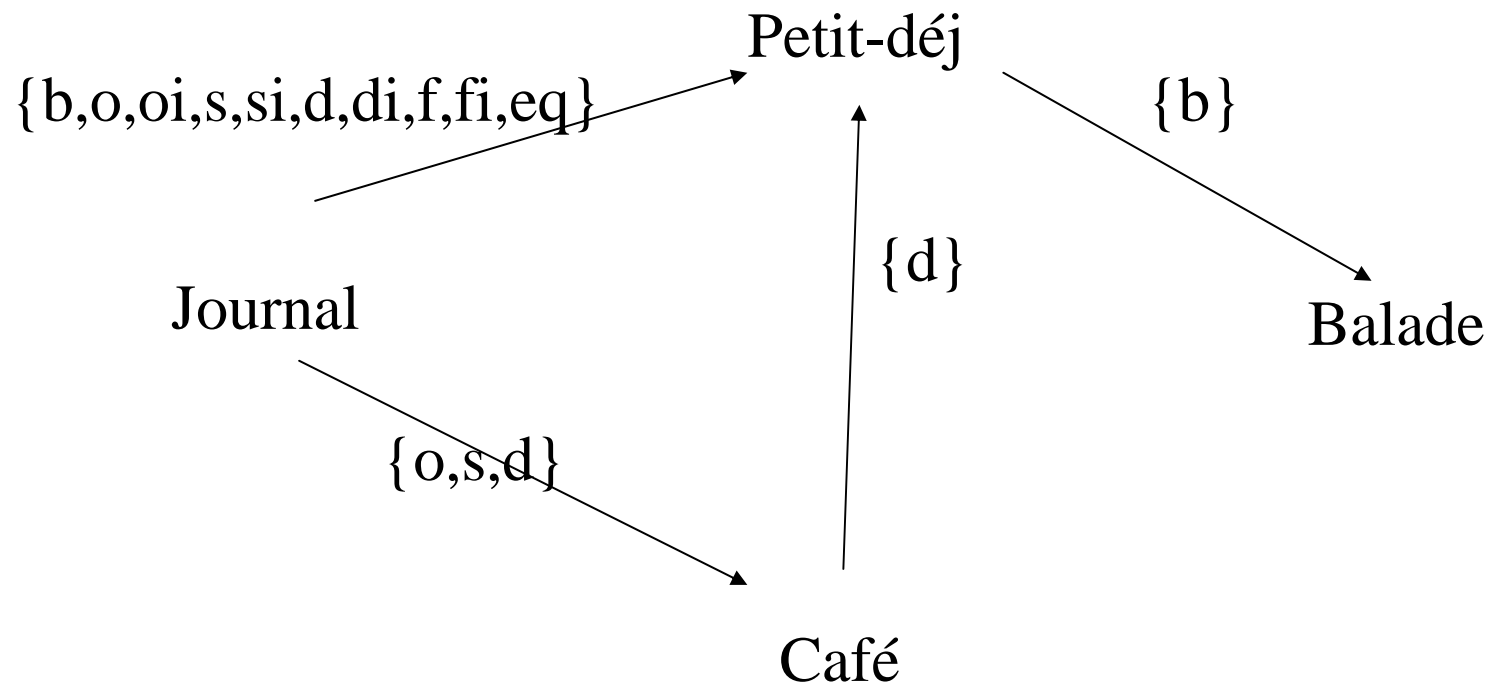 Petit-déj
{b,o,oi,s,si,d,di,f,fi,eq}
{b}
{d}
Journal
Balade
{o,s,d}
Café